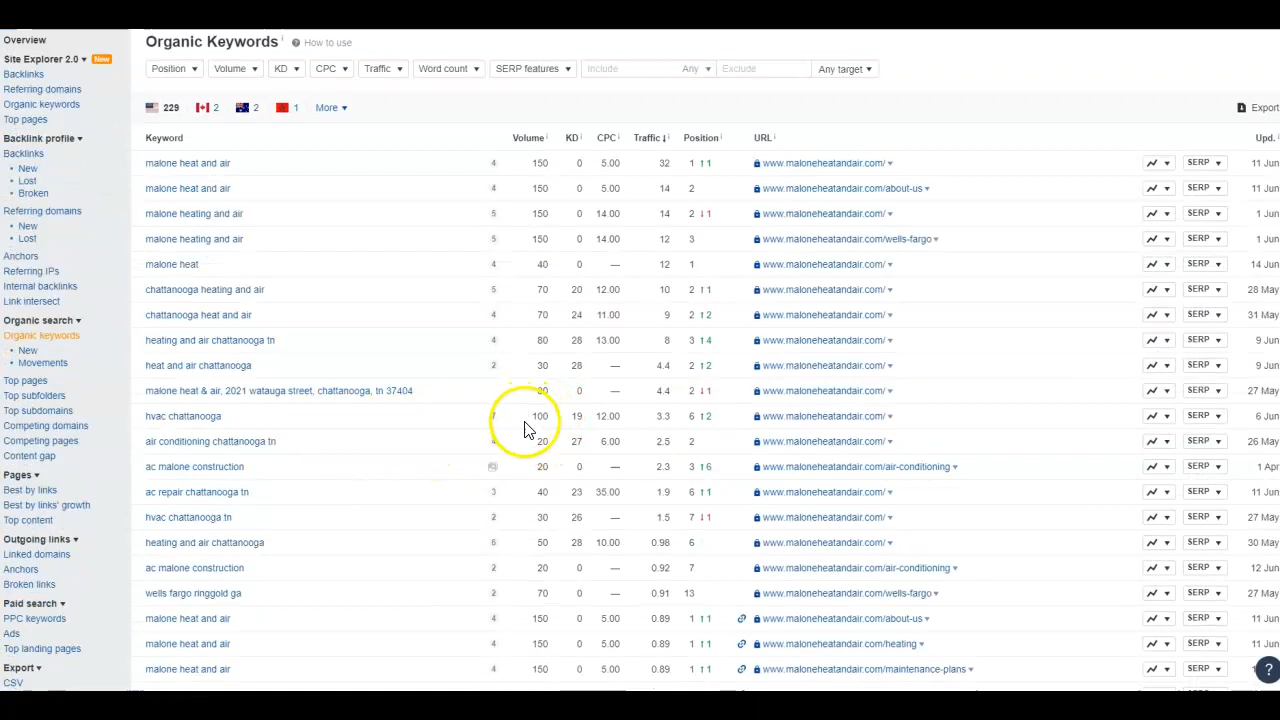 Overview
Site Explorer 2.0 New
Backlinks
Referring domains
Organic keywords
Top pages
Backlink profile
Backlinks
New
Lost
Broken
Referring domains
New
Lost
Anchors
Referring IPs
Internal backlinks
Link intersect
Organic search
Organic keywords
New
Movements
Top pages
Top subfolders
Top subdomains
Competing domains
Competing pages
Content gap
Pages
Best by links
Best by links' growth
Top content
Outgoing links
Linked domains
Anchors
Broken links
Paid search
PPC keywords
Ads
Top landing pages
Export
CSV
Organic Keywords i ? How to use
Position Volume KD CPC Traffic Word count SERP features Include Any Exclude Any target
229 2 2 1 More Export
Keyword Volume KD CPC Traffic Position URL Upd.
malone heat and air 4 150 0 5.00 32 1 ↑1 www.maloneheatandair.com/ SERP 11 Jun
malone heat and air 4 150 0 5.00 14 2 www.maloneheatandair.com/about-us SERP 11 Jun
malone heating and air 5 150 0 14.00 14 2 ↓1 www.maloneheatandair.com/ SERP 1 Jun
malone heating and air 5 150 0 14.00 12 3 www.maloneheatandair.com/wells-fargo SERP 1 Jun
malone heat 4 40 0 — 12 1 www.maloneheatandair.com/ SERP 14 Jun
chattanooga heating and air 5 70 20 12.00 10 2 ↑1 www.maloneheatandair.com/ SERP 28 May
chattanooga heat and air 4 70 24 11.00 9 2 ↑2 www.maloneheatandair.com/ SERP 31 May
heating and air chattanooga tn 4 80 28 13.00 8 3 ↑4 www.maloneheatandair.com/ SERP 9 Jun
heat and air chattanooga 2 30 28 — 4.4 2 ↑2 www.maloneheatandair.com/ SERP 9 Jun
malone heat & air, 2021 watauga street, chattanooga, tn 37404 0 — 4.4 2 ↓1 www.maloneheatandair.com/ SERP 27 May
hvac chattanooga 7 100 19 12.00 3.3 6 ↑2 www.maloneheatandair.com/ SERP 6 Jun
air conditioning chattanooga tn 4 20 27 6.00 2.5 2 www.maloneheatandair.com/ SERP 26 May
ac malone construction 20 0 — 2.3 3 ↑6 www.maloneheatandair.com/air-conditioning SERP 1 Apr
ac repair chattanooga tn 3 40 23 35.00 1.9 6 ↑1 www.maloneheatandair.com/ SERP 11 Jun
hvac chattanooga tn 2 30 26 — 1.5 7 ↓1 www.maloneheatandair.com/ SERP 27 May
heating and air chattanooga 6 50 28 10.00 0.98 6 www.maloneheatandair.com/ SERP 30 May
ac malone construction 2 20 0 — 0.92 7 www.maloneheatandair.com/air-conditioning SERP 12 Jun
wells fargo ringgold ga 2 70 0 — 0.91 13 www.maloneheatandair.com/wells-fargo SERP 27 May
malone heat and air 4 150 0 5.00 0.89 1 ↑1 www.maloneheatandair.com/about-us SERP 11 Jun
malone heat and air 4 150 0 5.00 0.89 1 ↑1 www.maloneheatandair.com/heating SERP 11 Jun
malone heat and air 4 150 0 5.00 0.89 1 ↑1 www.maloneheatandair.com/maintenance-plans SERP
?